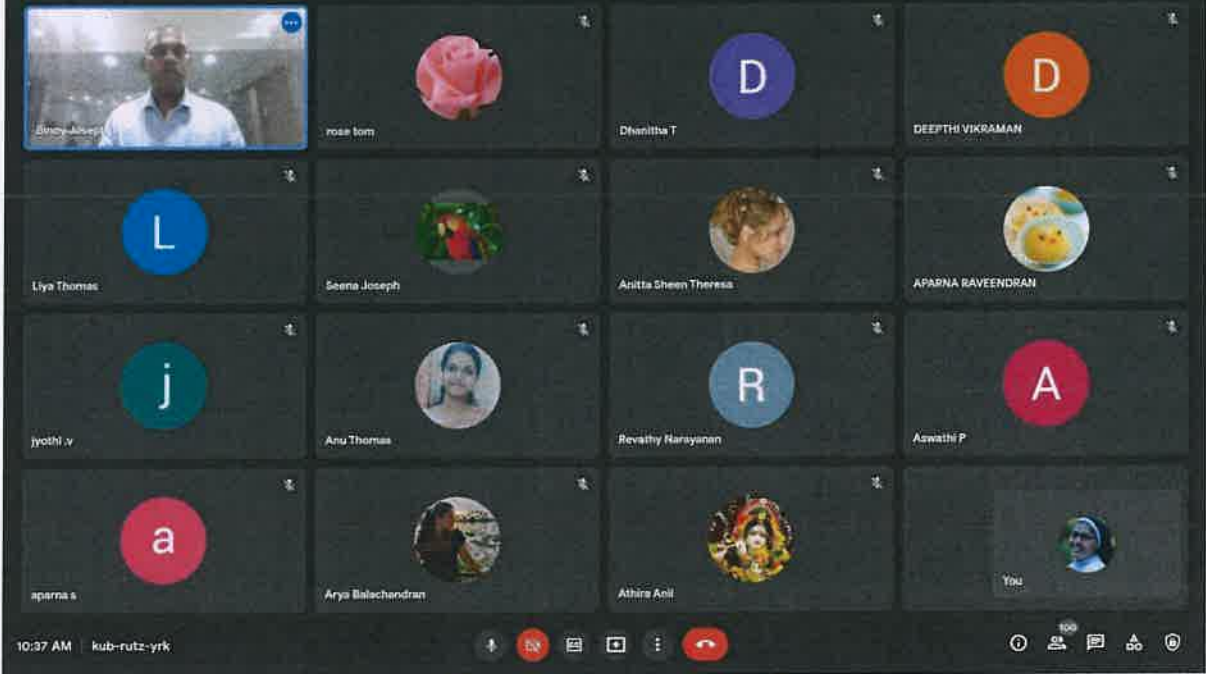 rose tom
D
Dhanitha T
D
DEEPTHI VIKRAMAN
L
Liya Thomas
Seena Joseph
Anitta Sheen Theresa
APARNA RAVEENDRAN
j
jyothi .v
Anu Thomas
R
Revathy Narayanan
A
Aswathi P
a
aparna s
Arya Balachandran
Athira Anil
You
10:37 AM | kub-rutz-yrk
100